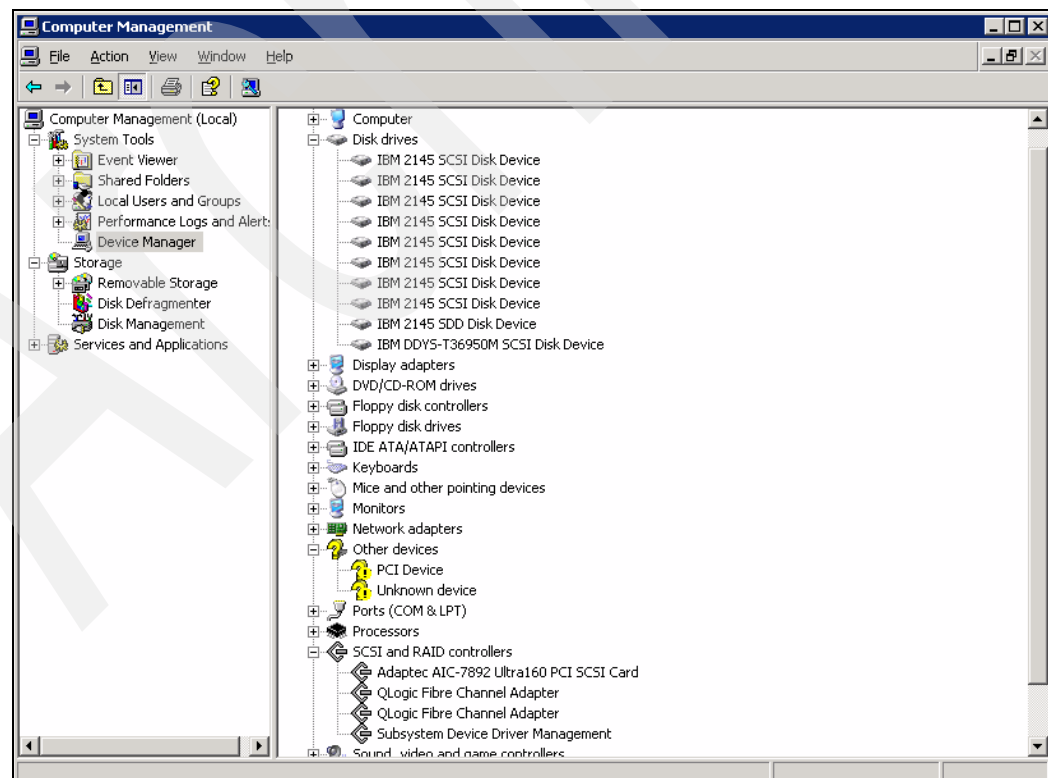 Computer Management
File Action View Window Help
Computer Management (Local)
System Tools
Event Viewer
Shared Folders
Local Users and Groups
Performance Logs and Alert
Device Manager
Storage
Removable Storage
Disk Defragmenter
Disk Management
Services and Applications
Computer
Disk drives
IBM 2145 SCSI Disk Device
IBM 2145 SCSI Disk Device
IBM 2145 SCSI Disk Device
IBM 2145 SCSI Disk Device
IBM 2145 SCSI Disk Device
IBM 2145 SCSI Disk Device
IBM 2145 SCSI Disk Device
IBM 2145 SCSI Disk Device
IBM 2145 SDD Disk Device
IBM DDYS-T36950M SCSI Disk Device
Display adapters
DVD/CD-ROM drives
Floppy disk controllers
Floppy disk drives
IDE ATA/ATAPI controllers
Keyboards
Mice and other pointing devices
Monitors
Network adapters
Other devices
PCI Device
Unknown device
Ports (COM & LPT)
Processors
SCSI and RAID controllers
Adaptec AIC-7892 Ultra160 PCI SCSI Card
QLogic Fibre Channel Adapter
QLogic Fibre Channel Adapter
Subsystem Device Driver Management
Sound, video and game controllers